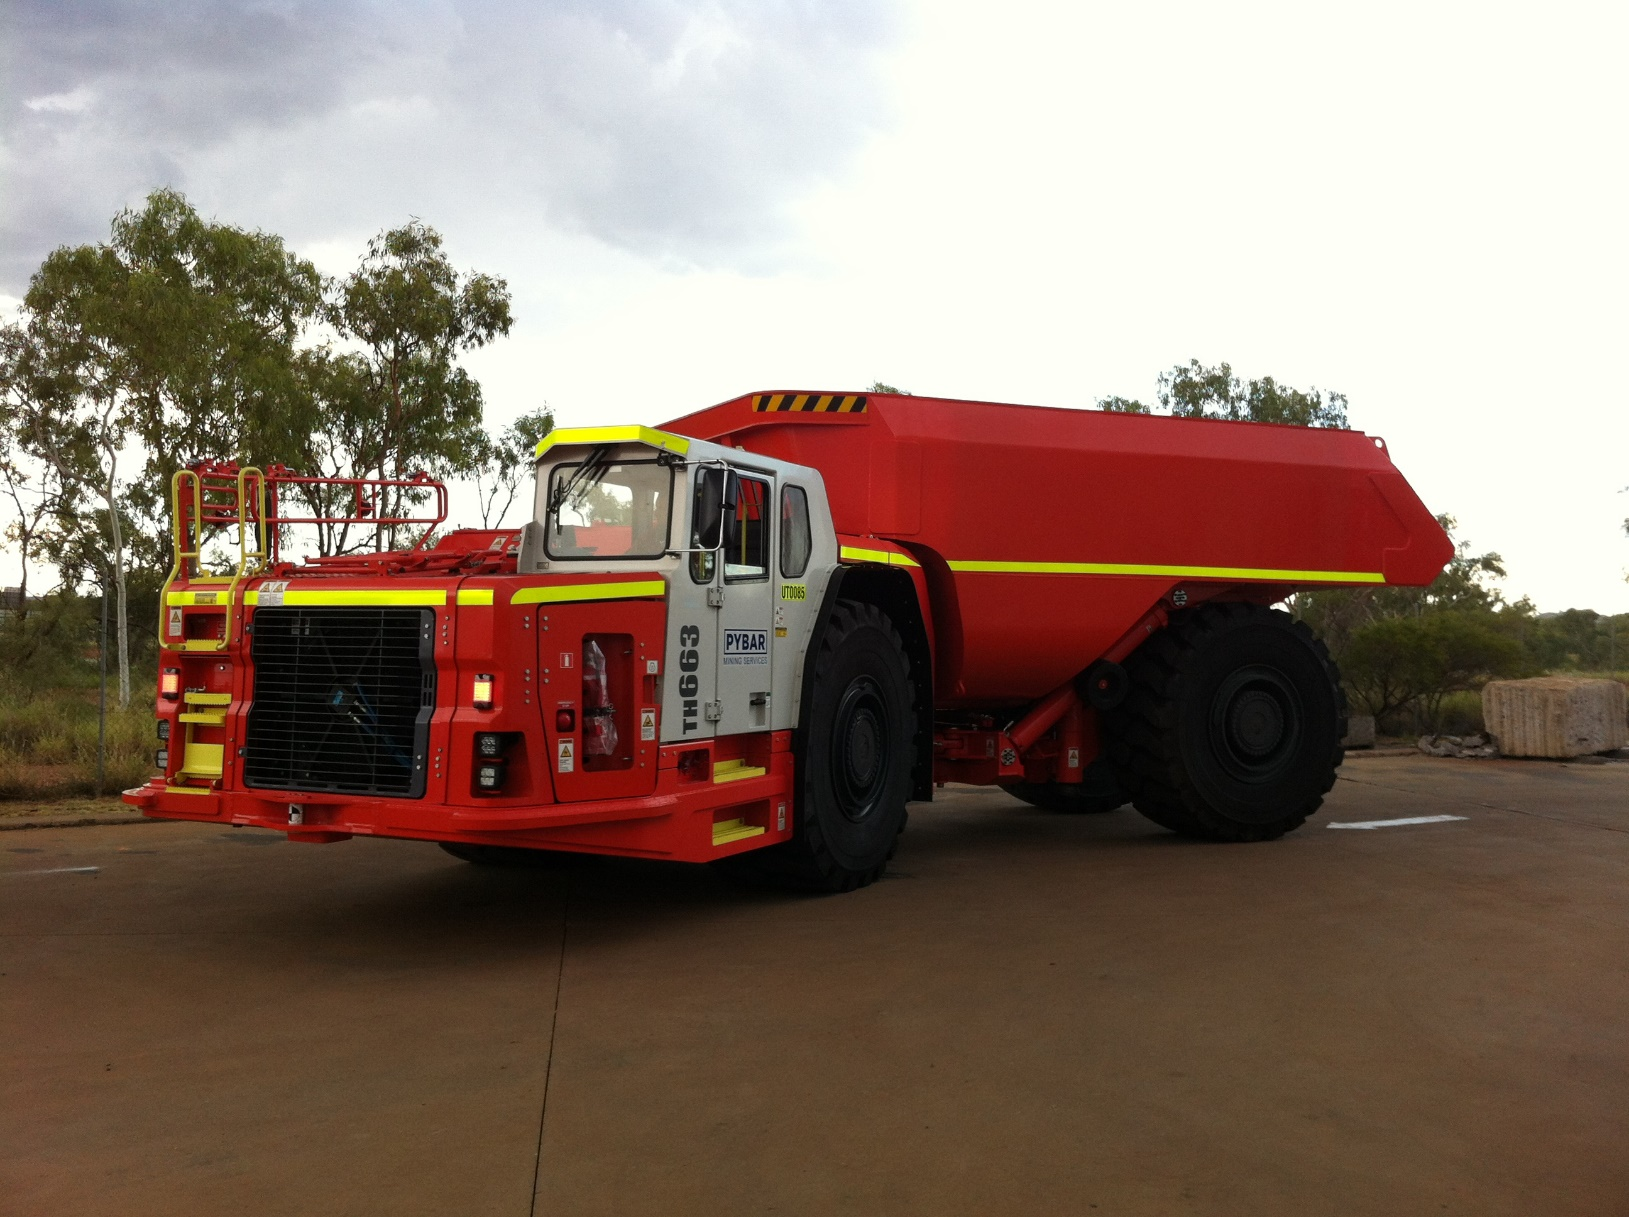 UT0085
PYBAR
MINING SERVICES
TH663